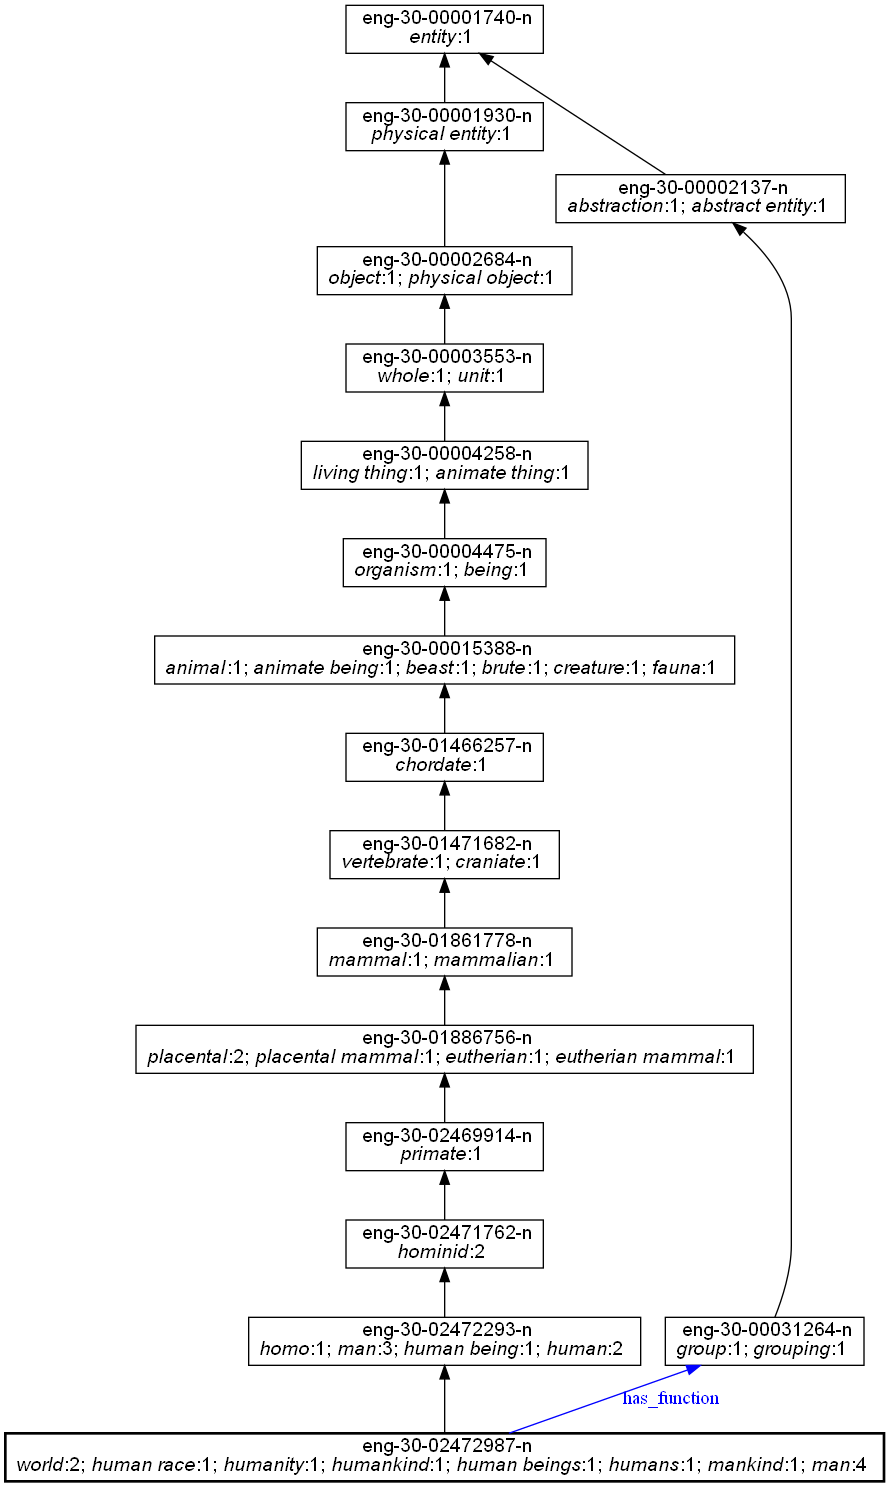 eng-30-00001740-n
entity:1
eng-30-00001930-n
physical entity:1
eng-30-00002137-n
abstraction:1; abstract entity:1
eng-30-00002684-n
object:1; physical object:1
eng-30-00003553-n
whole:1; unit:1
eng-30-00004258-n
living thing:1; animate thing:1
eng-30-00004475-n
organism:1; being:1
eng-30-00015388-n
animal:1; animate being:1; beast:1; brute:1; creature:1; fauna:1
eng-30-01466257-n
chordate:1
eng-30-01471682-n
vertebrate:1; craniate:1
eng-30-01861778-n
mammal:1; mammalian:1
eng-30-01886756-n
placental:2; placental mammal:1; eutherian:1; eutherian mammal:1
eng-30-02469914-n
primate:1
eng-30-02471762-n
hominid:2
eng-30-02472293-n
homo:1; man:3; human being:1; human:2
eng-30-00031264-n
group:1; grouping:1
has_function
eng-30-02472987-n
world:2; human race:1; humanity:1; humankind:1; human beings:1; humans:1; mankind:1; man:4